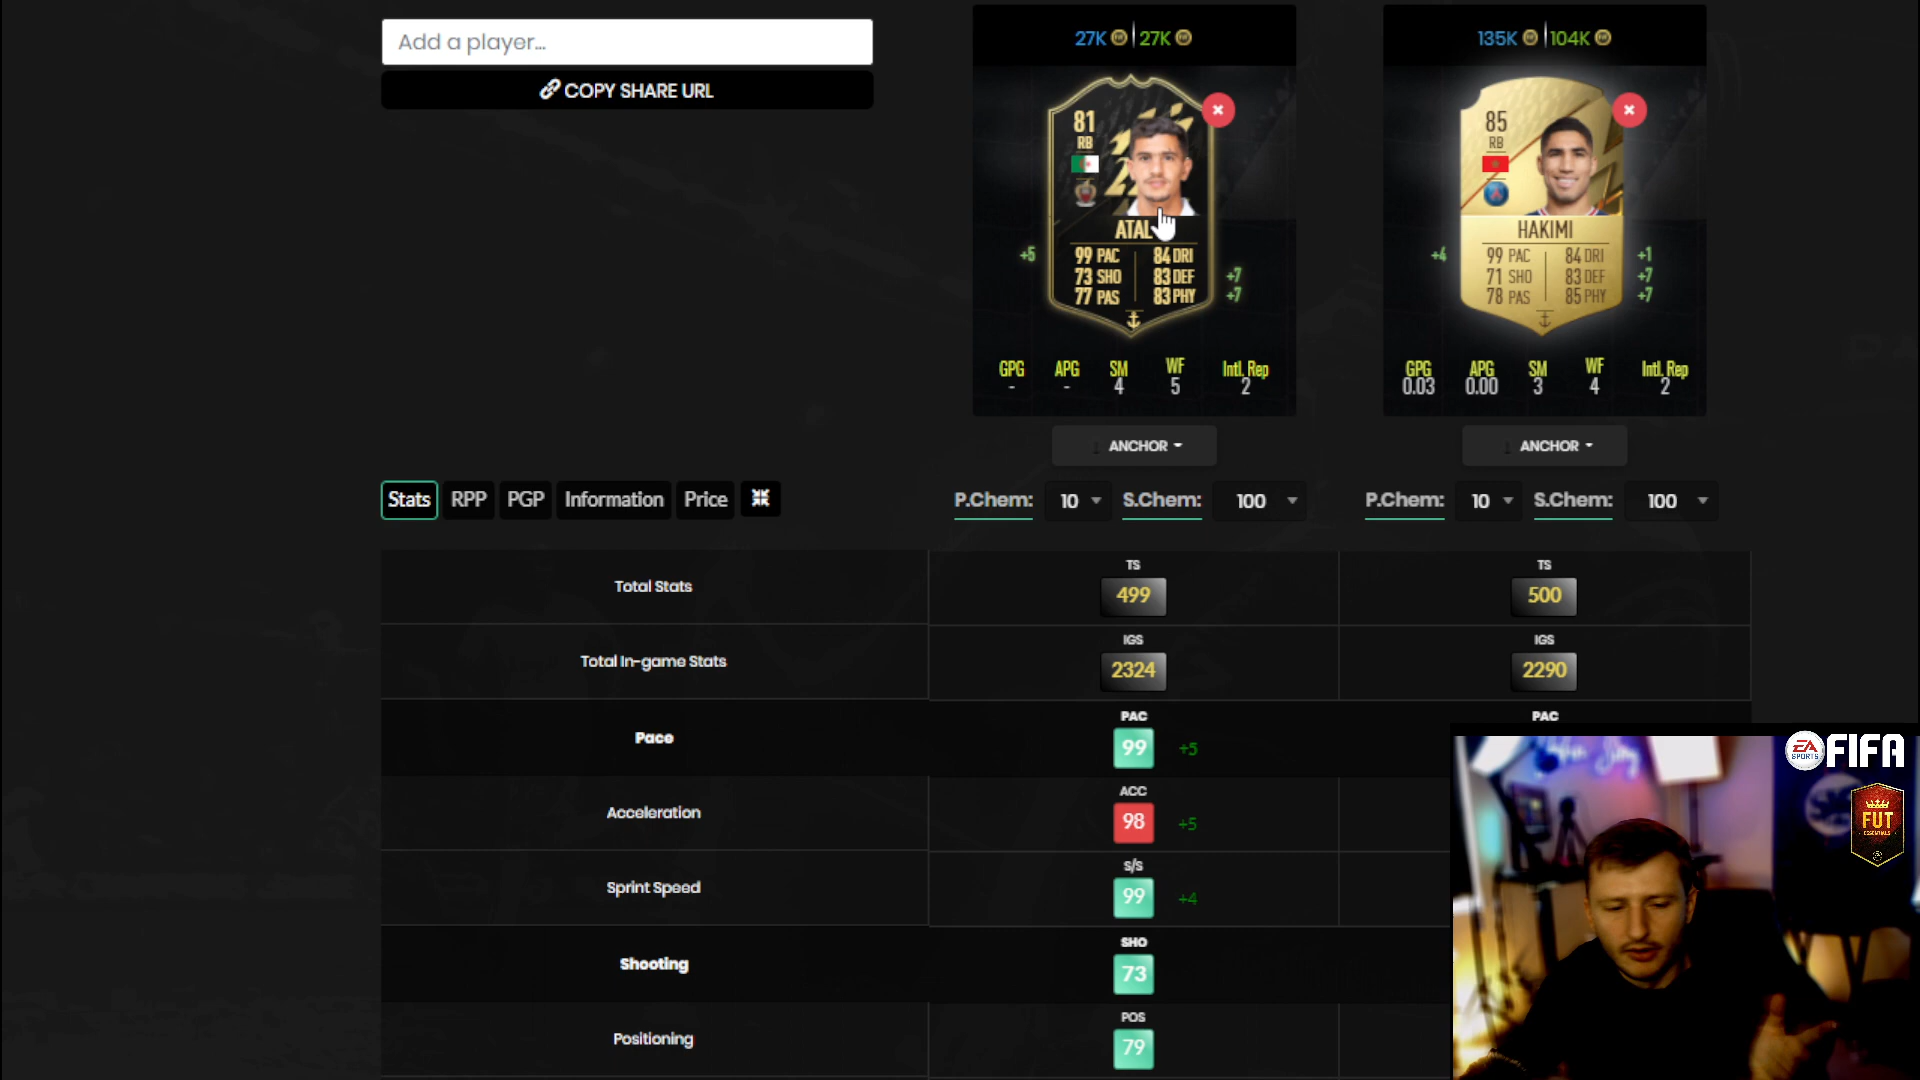 Add a player...
COPY SHARE URL
27K 27K
81
RB
ATAL
+5
99 PAC 84 DRI
73 SHO 83 DEF +7
77 PAS 83 PHY +7
GPG APG SM WF Intl. Rep
- - 4 5 2
ANCHOR
135K 104K
85
RB
HAKIMI
+4 99 PAC 84 DRI +1
71 SHO 83 DEF +7
78 PAS 85 PHY +7
GPG APG SM WF Intl. Rep
0.03 0.00 3 4 2
ANCHOR
Stats RPP PGP Information Price
P.Chem: 10 S.Chem: 100
P.Chem: 10 S.Chem: 100
Total Stats
TS
499
TS
500
Total In-game Stats
IGS
2324
IGS
2290
Pace
PAC
99 +5
PAC
Acceleration
ACC
98 +5
Sprint Speed
S/S
99 +4
Shooting
SHO
73
Positioning
POS
79
EA SPORTS FIFA
FUT
ESSENTIALS